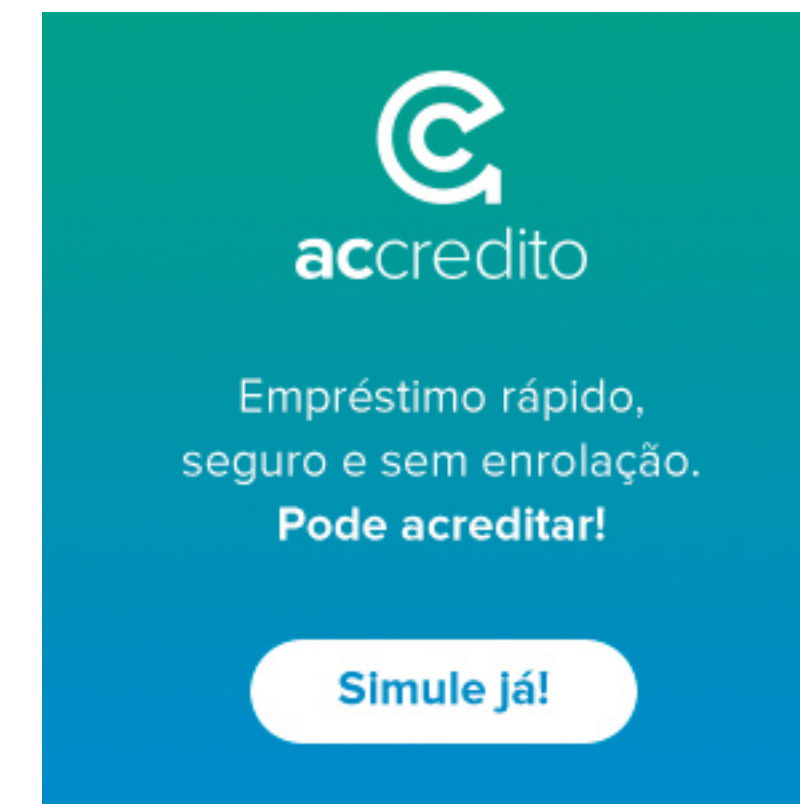 accredito
Empréstimo rápido,
seguro e sem enrolação.
Pode acreditar!
Simule já!